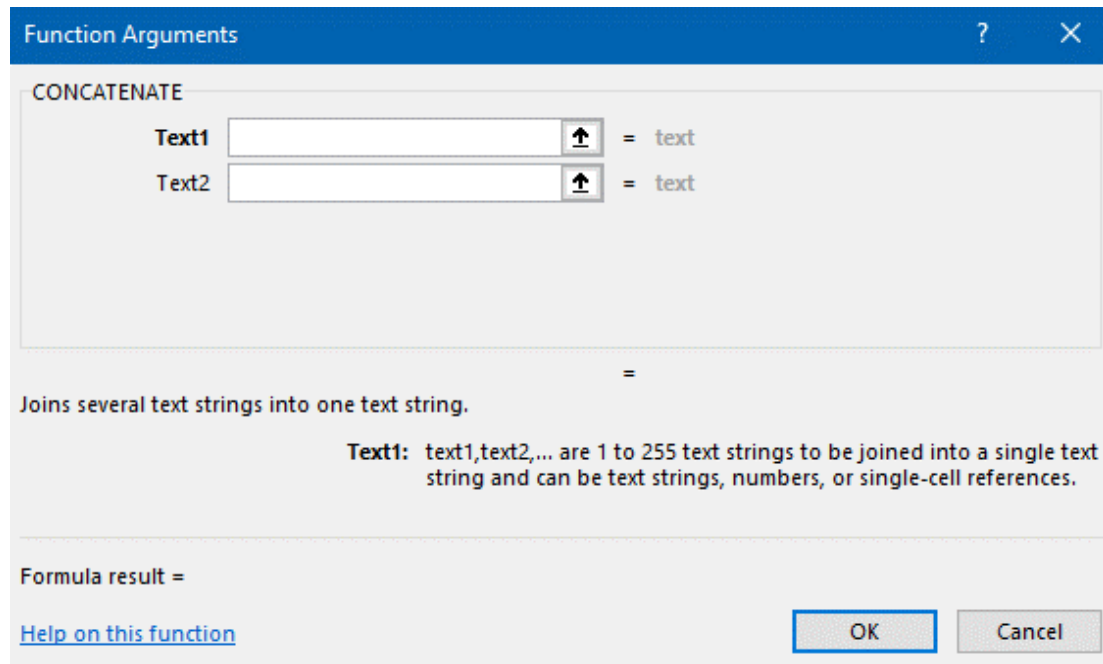 Function Arguments ? ×
CONCATENATE
Text1 = text
Text2 = text
=
Joins several text strings into one text string.
Text1: text1,text2,... are 1 to 255 text strings to be joined into a single text
string and can be text strings, numbers, or single-cell references.
Formula result =
Help on this function OK Cancel